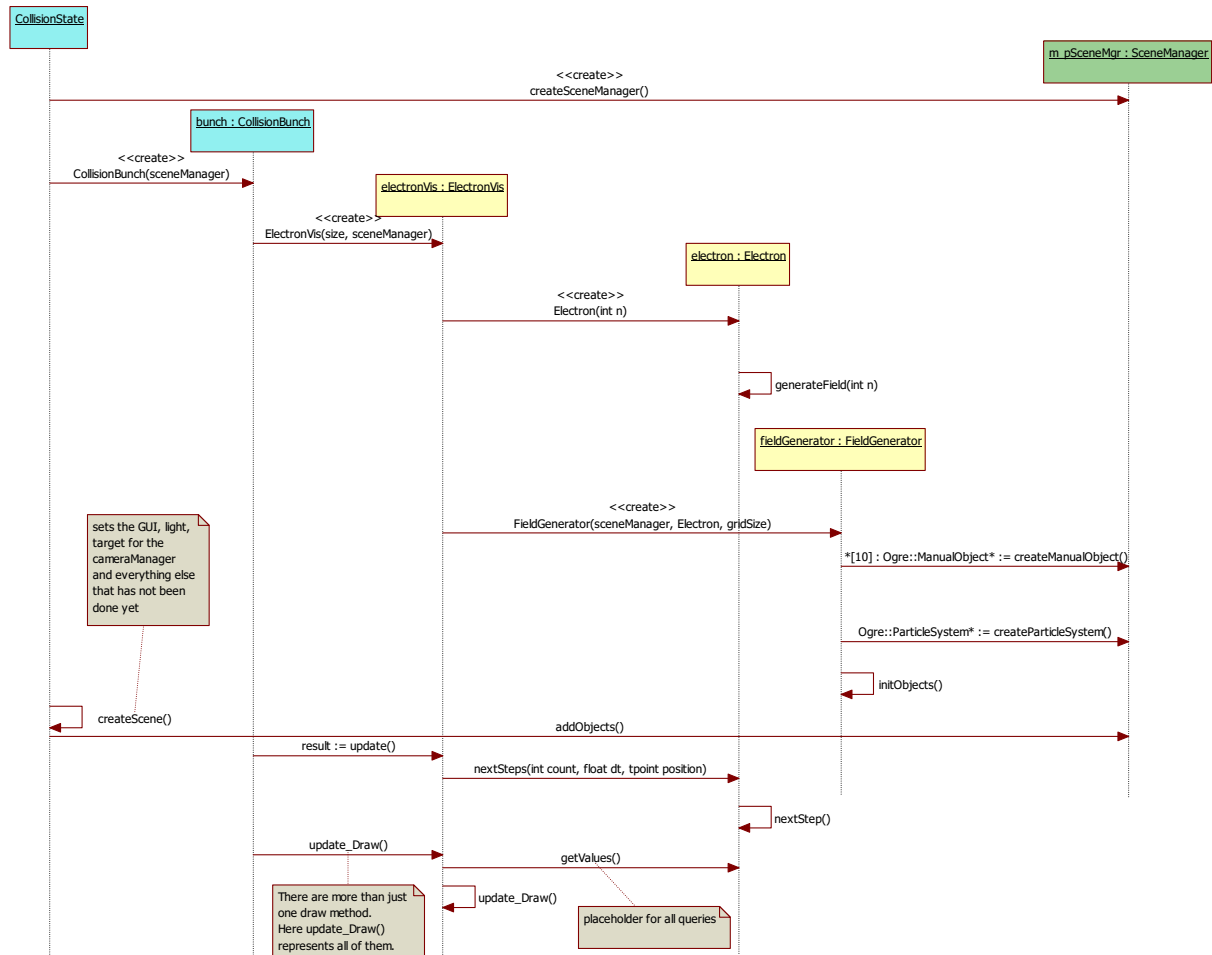 CollisionState
m_pSceneMgr : SceneManager
<<create>>
createSceneManager()
bunch : CollisionBunch
<<create>>
CollisionBunch(sceneManager)
electronVis : ElectronVis
<<create>>
ElectronVis(size, sceneManager)
electron : Electron
<<create>>
Electron(int n)
generateField(int n)
fieldGenerator : FieldGenerator
<<create>>
FieldGenerator(sceneManager, Electron, gridSize)
sets the GUI, light,
target for the
cameraManager
and everything else
that has not been
done yet
*[10] : Ogre::ManualObject* := createManualObject()
Ogre::ParticleSystem* := createParticleSystem()
initObjects()
createScene()
addObjects()
result := update()
nextSteps(int count, float dt, tpoint position)
nextStep()
update_Draw()
getValues()
There are more than just
one draw method.
Here update_Draw()
represents all of them.
update_Draw()
placeholder for all queries